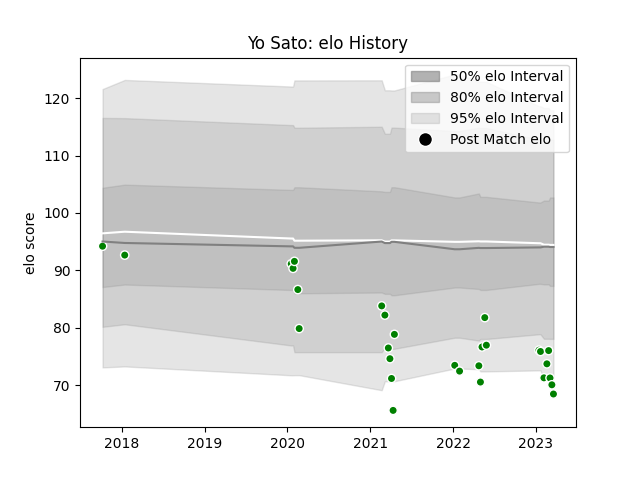 Yo Sato: elo History
50% elo Interval
80% elo Interval
95% elo Interval
Post Match elo
elo score
120
110
100
90
80
70
2018
2019
2020
2021
2022
2023